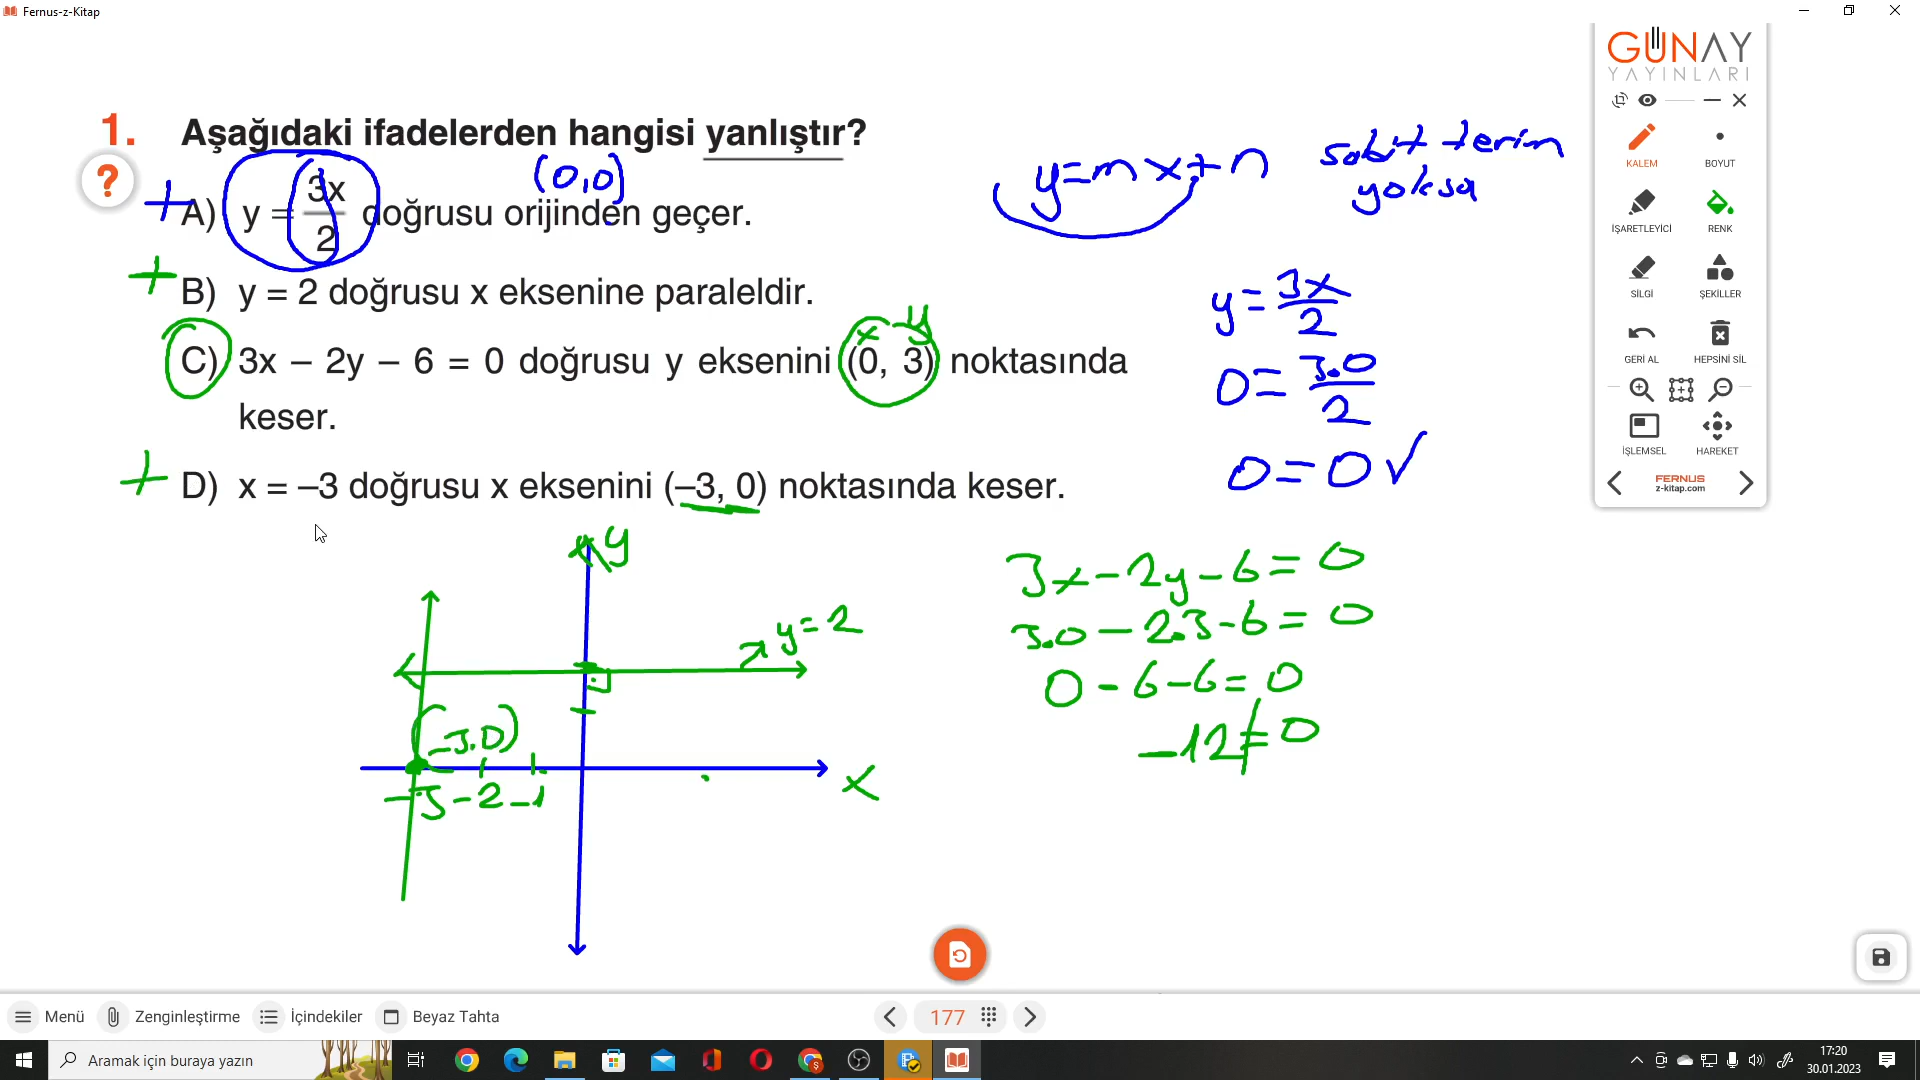 Fernus-z-Kitap
GÜNAY
YAYINLARI
KALEM
BOYUT
İŞARETLEYİCİ
RENK
SİLGİ
ŞEKİLLER
GERİ AL
HEPSİNİ SİL
İŞLEMSEL
HAREKET
FERNUS
z-kitap.com
1. Aşağıdaki ifadelerden hangisi yanlıştır?
?
(0,0)
+ A) y = 3x/2 doğrusu orijinden geçer.
+ B) y = 2 doğrusu x eksenine paraleldir.
x y
C) 3x – 2y – 6 = 0 doğrusu y eksenini (0, 3) noktasında
keser.
+ D) x = –3 doğrusu x eksenini (–3, 0) noktasında keser.
y=mx+n
sabit terim
yoksa
y=3x/2
0=3.0/2
0=0✓
3x-2y-6=0
3.0-2.3-6=0
0-6-6=0
-12≠0
y
y=2
(-3.0)
-3 -2 -1
x
Menü
Zenginleştirme
İçindekiler
Beyaz Tahta
177
Aramak için buraya yazın
17:20
30.01.2023